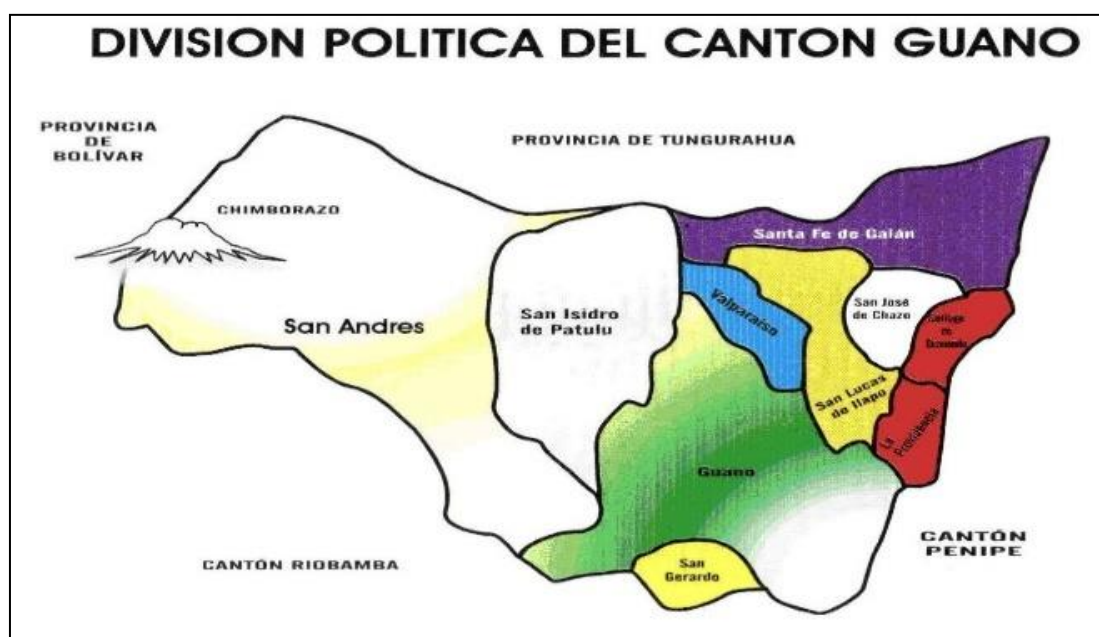 DIVISION POLITICA DEL CANTON GUANO
PROVINCIA
DE
BOLÍVAR
PROVINCIA DE TUNGURAHUA
CHIMBORAZO
Santa Fe de Galán
San Andres
San Isidro
de Patulu
Valparaíso
San José
de Chazo
San Lucas
de Ilapo
La
Providencia
Guano
San
Gerardo
CANTÓN RIOBAMBA
CANTÓN
PENIPE